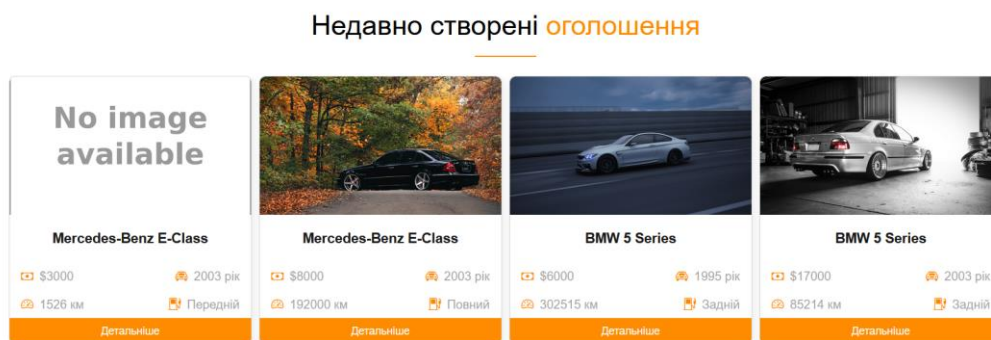 Недавно створені оголошення
No image
available
Mercedes-Benz E-Class
$3000 2003 рік
1526 км Передній
Детальніше
Mercedes-Benz E-Class
$8000 2003 рік
192000 км Повний
Детальніше
BMW 5 Series
$6000 1995 рік
302515 км Задній
Детальніше
BMW 5 Series
$17000 2003 рік
85214 км Задній
Детальніше